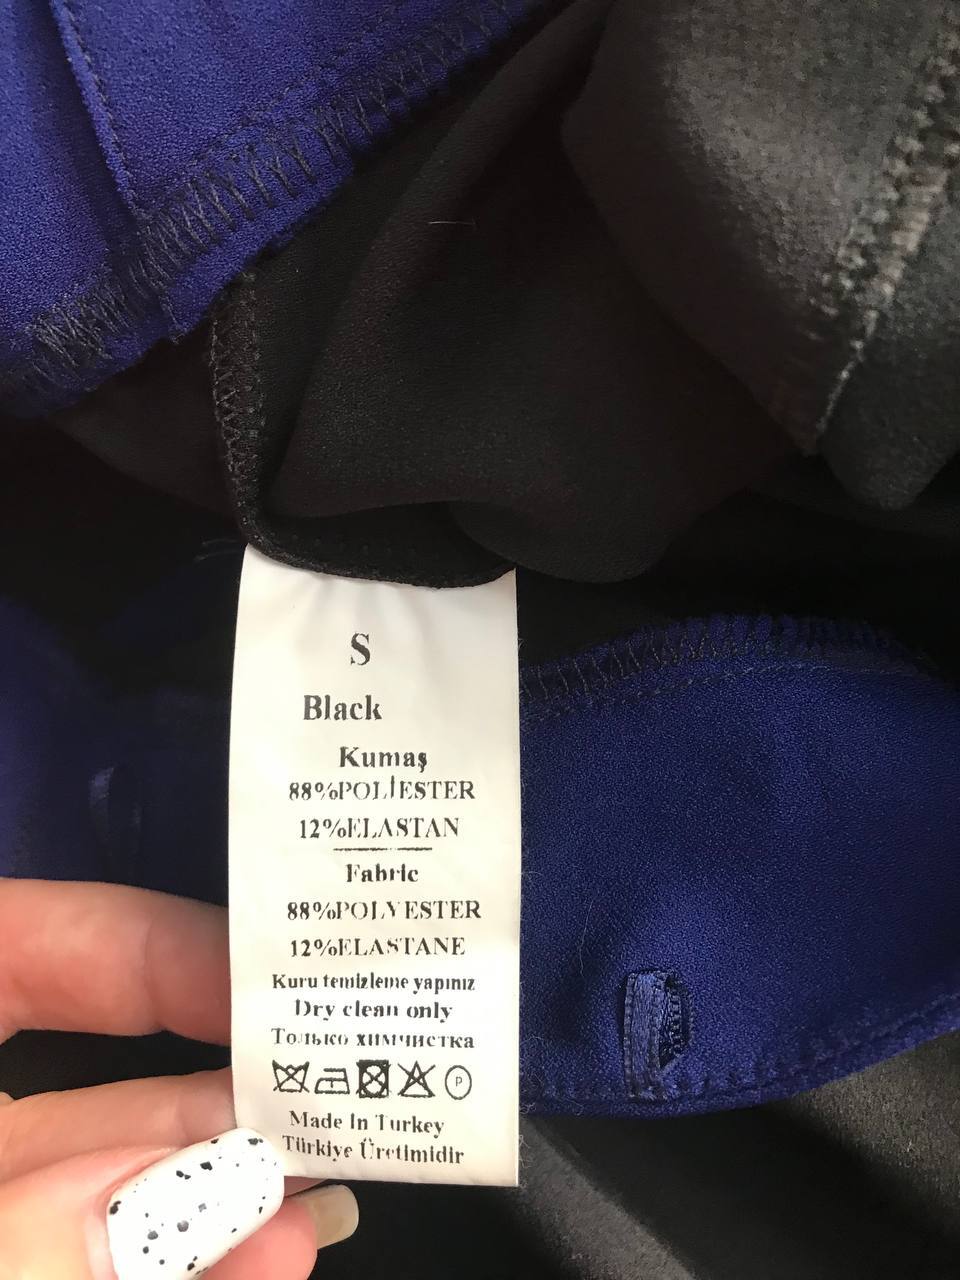 S
Black
Kumaş
88%POLİESTER
12%ELASTAN
Fabric
88%POLYESTER
12%ELASTANE
Kuru temizleme yapınız
Dry clean only
Только химчистка
P
Made In Turkey
Türkiye Üretimidir